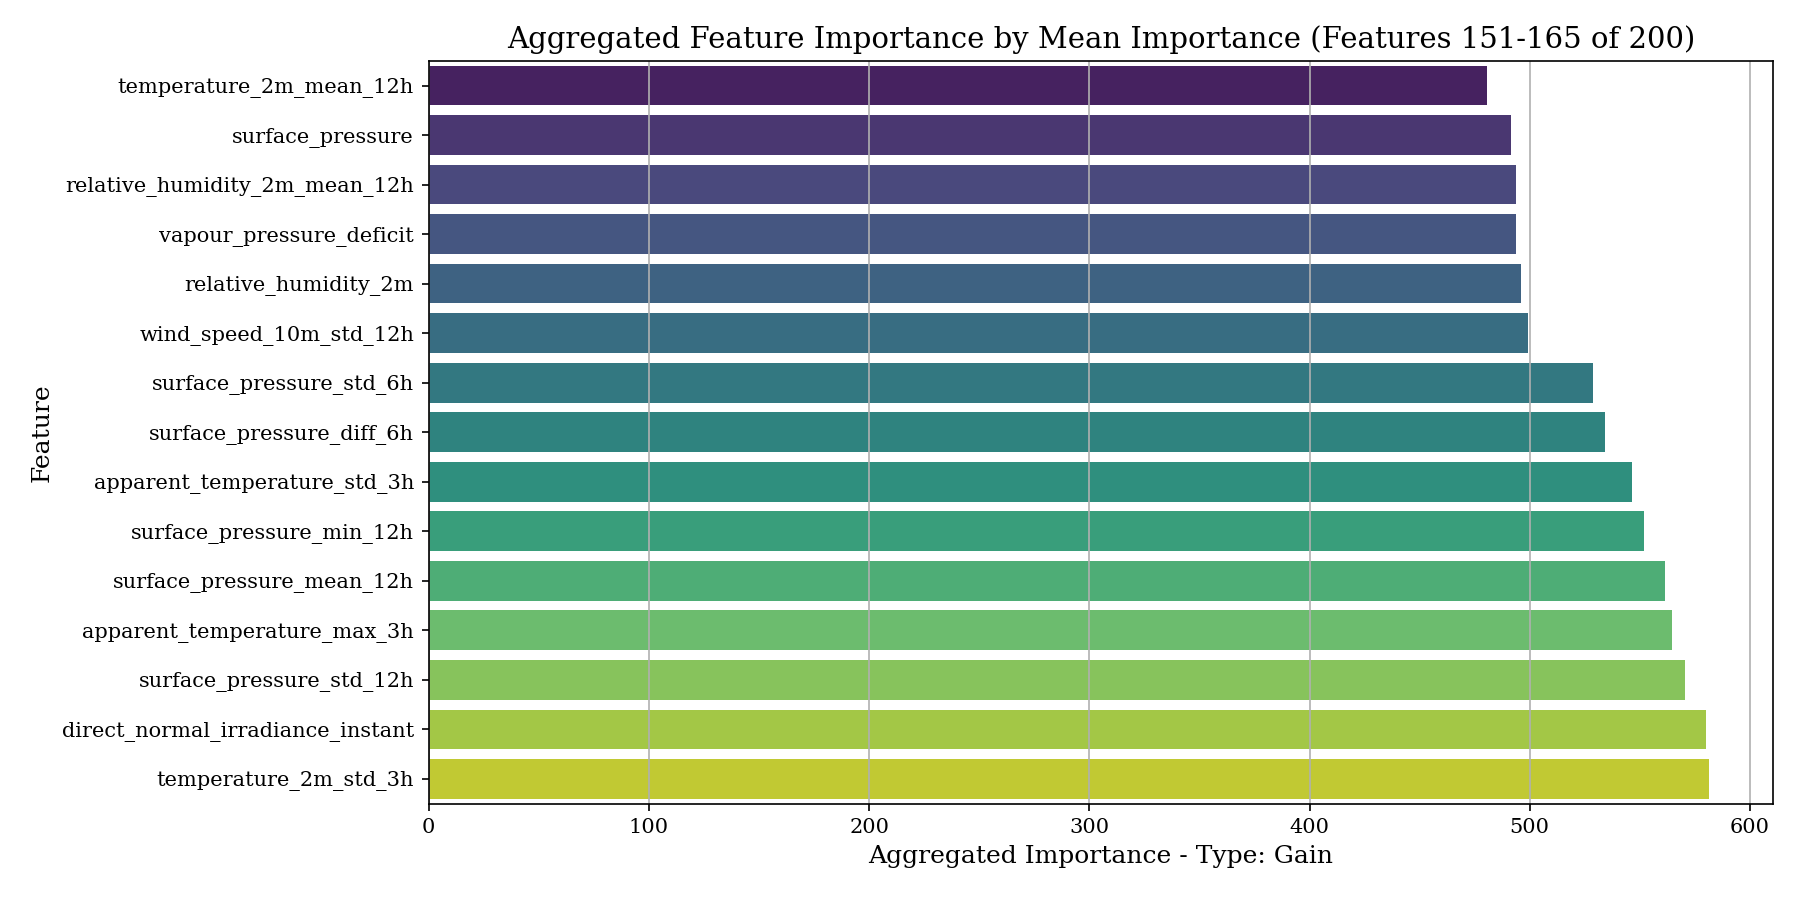 Aggregated Feature Importance by Mean Importance (Features 151-165 of 200)
temperature_2m_mean_12h
surface_pressure
relative_humidity_2m_mean_12h
vapour_pressure_deficit
relative_humidity_2m
wind_speed_10m_std_12h
surface_pressure_std_6h
surface_pressure_diff_6h
apparent_temperature_std_3h
surface_pressure_min_12h
surface_pressure_mean_12h
apparent_temperature_max_3h
surface_pressure_std_12h
direct_normal_irradiance_instant
temperature_2m_std_3h
Feature
0 100 200 300 400 500 600
Aggregated Importance - Type: Gain